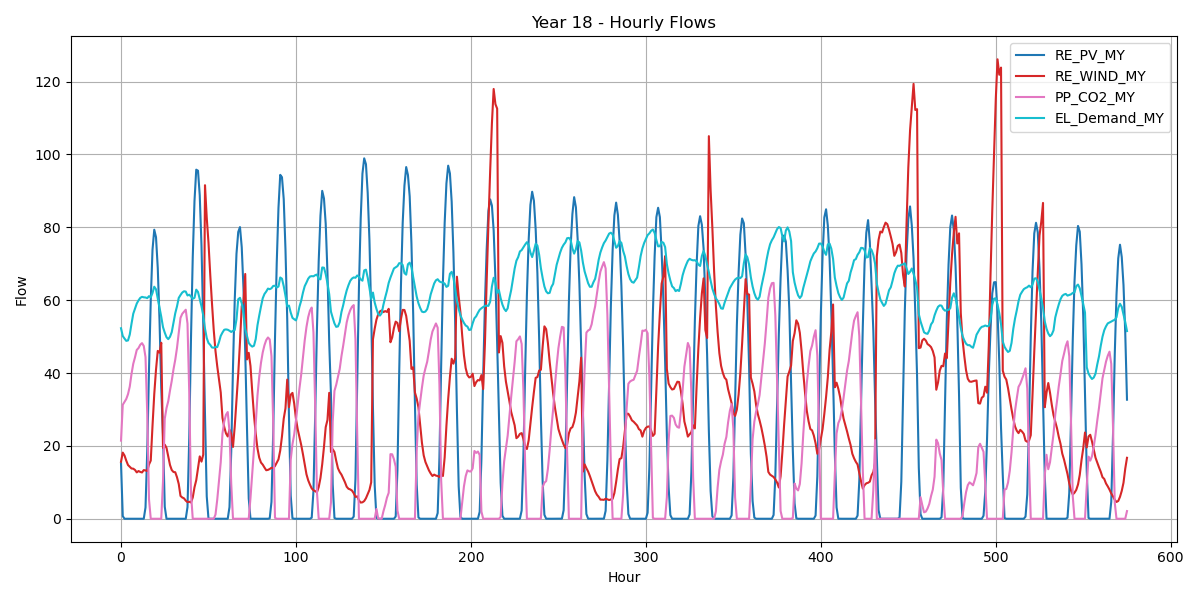 Year 18 - Hourly Flows
Flow
120
100
80
60
40
20
0
0 100 200 300 400 500 600
Hour
RE_PV_MY
RE_WIND_MY
PP_CO2_MY
EL_Demand_MY